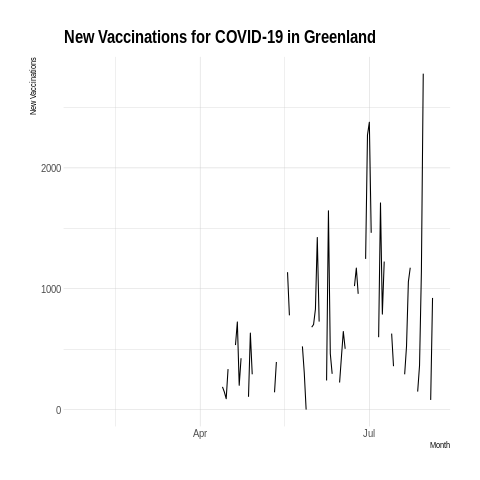 New Vaccinations for COVID-19 in Greenland
New Vaccinations
2000
1000
0
Apr
Jul
Month